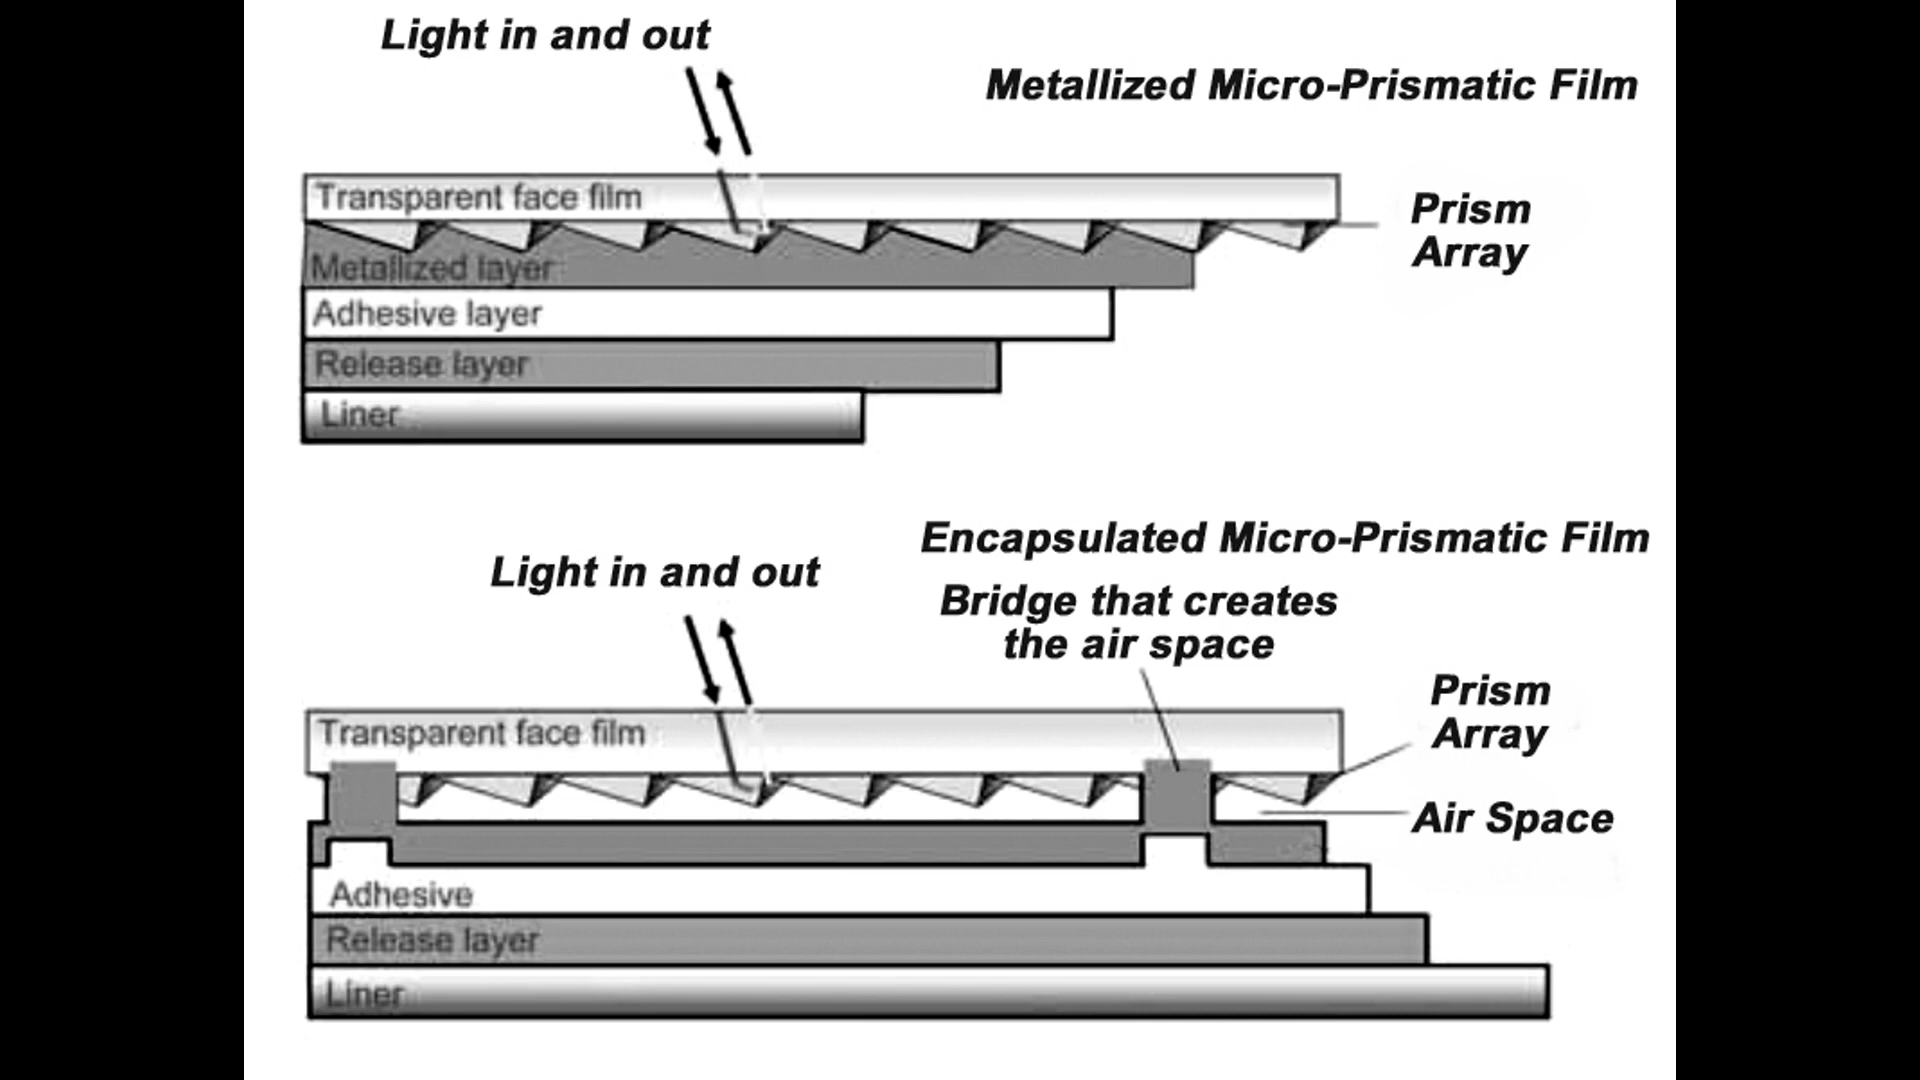 Light in and out
Metallized Micro-Prismatic Film
Transparent face film
Prism
Array
Metallized layer
Adhesive layer
Release layer
Liner
Encapsulated Micro-Prismatic Film
Light in and out
Bridge that creates
the air space
Prism
Array
Transparent face film
Air Space
Adhesive
Release layer
Liner